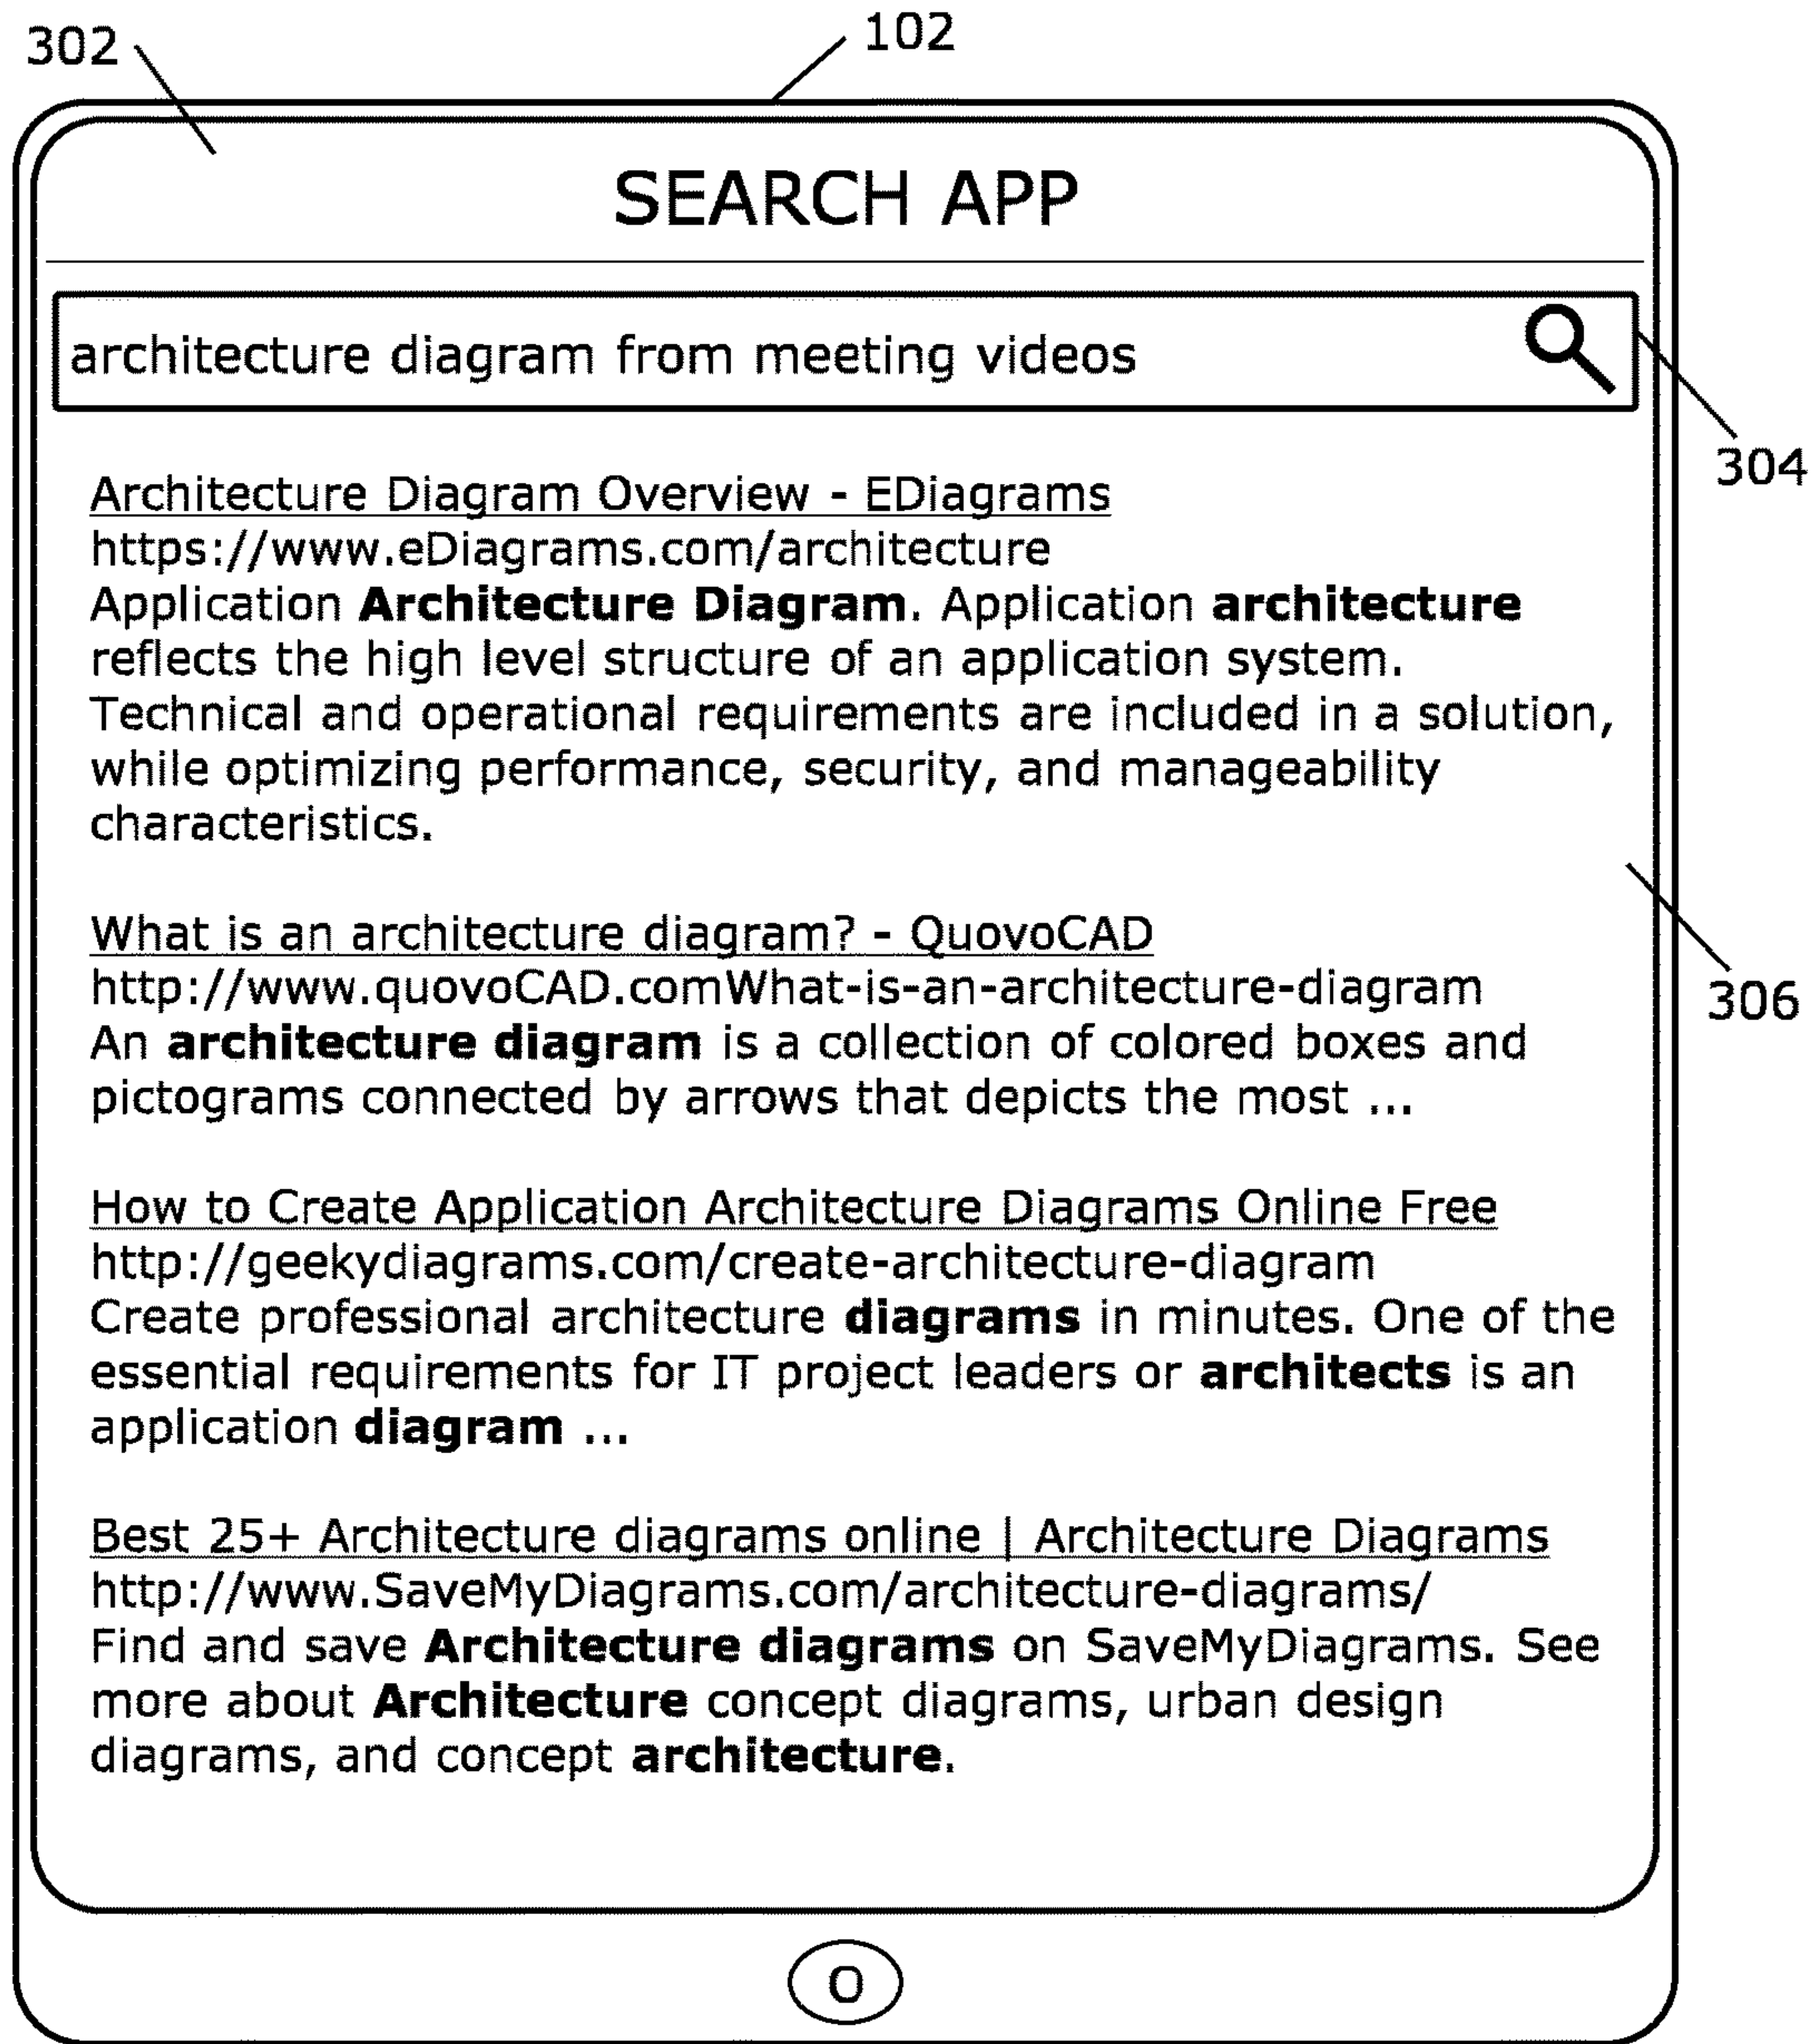 302
102
SEARCH APP
architecture diagram from meeting videos
304
Architecture Diagram Overview - EDiagrams
https://www.eDiagrams.com/architecture
Application Architecture Diagram. Application architecture
reflects the high level structure of an application system.
Technical and operational requirements are included in a solution,
while optimizing performance, security, and manageability
characteristics.
306
What is an architecture diagram? - QuovoCAD
http://www.quovoCAD.comWhat-is-an-architecture-diagram
An architecture diagram is a collection of colored boxes and
pictograms connected by arrows that depicts the most ...
How to Create Application Architecture Diagrams Online Free
http://geekydiagrams.com/create-architecture-diagram
Create professional architecture diagrams in minutes. One of the
essential requirements for IT project leaders or architects is an
application diagram ...
Best 25+ Architecture diagrams online | Architecture Diagrams
http://www.SaveMyDiagrams.com/architecture-diagrams/
Find and save Architecture diagrams on SaveMyDiagrams. See
more about Architecture concept diagrams, urban design
diagrams, and concept architecture.
O